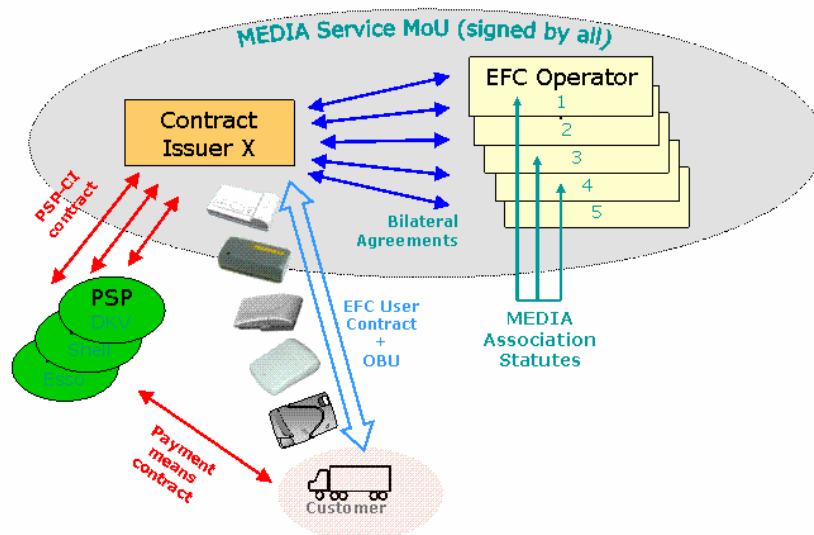 MEDIA Service MoU (signed by all)
EFC Operator
1
2
3
4
5
Contract
Issuer X
PSP-CI
contract
Bilateral
Agreements
PSP
DKV
Shell
Esso
EFC User
Contract
+
OBU
MEDIA
Association
Statutes
Payment
means
contract
Customer